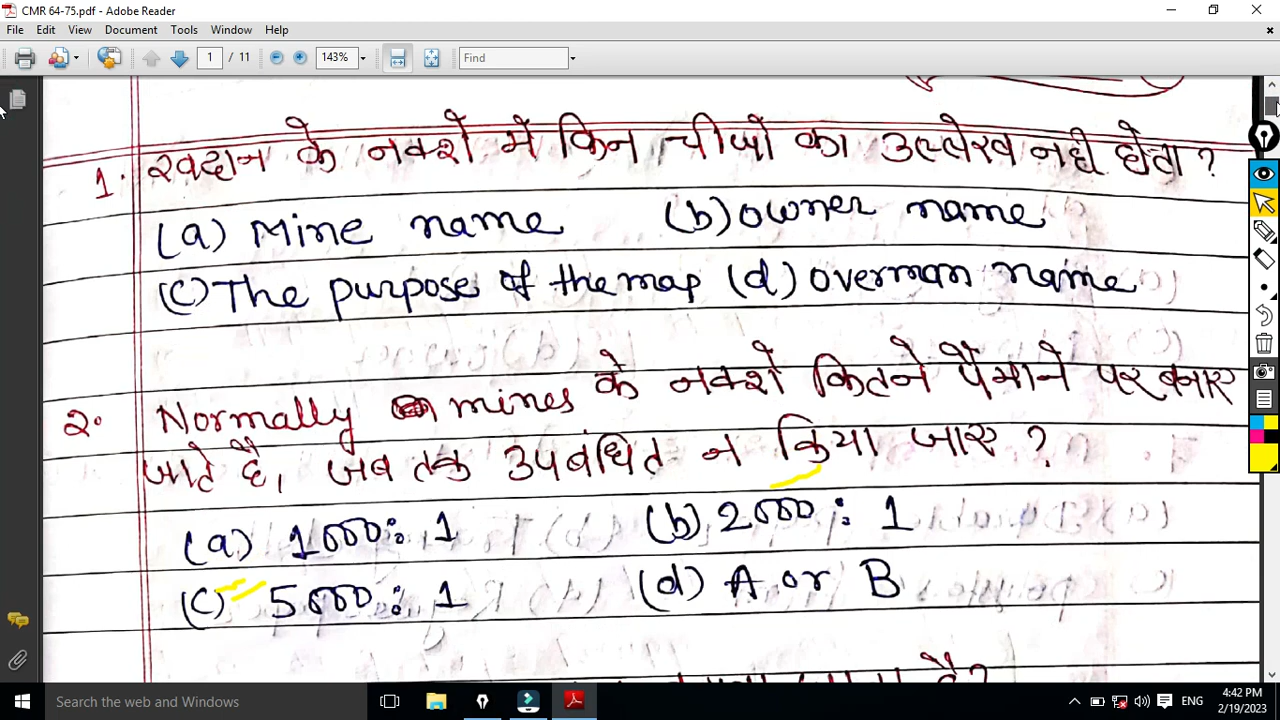 CMR 64-75.pdf - Adobe Reader
File Edit View Document Tools Window Help
1 / 11 143% Find
1. खदान के नक्शे में किन चीजों का उल्लेख नही होता ?
(a) Mine name (b) owner name
(c) The purpose of the map (d) overman name
2. Normally mines के नक्शे कितने पैमाने पर बनाए
जाते है, जब तक उपबंधित न किया जाए ?
(a) 1000 : 1 (b) 2000 : 1
(c) 5000 : 1 (d) A or B
है?
Search the web and Windows
ENG
4:42 PM
2/19/2023